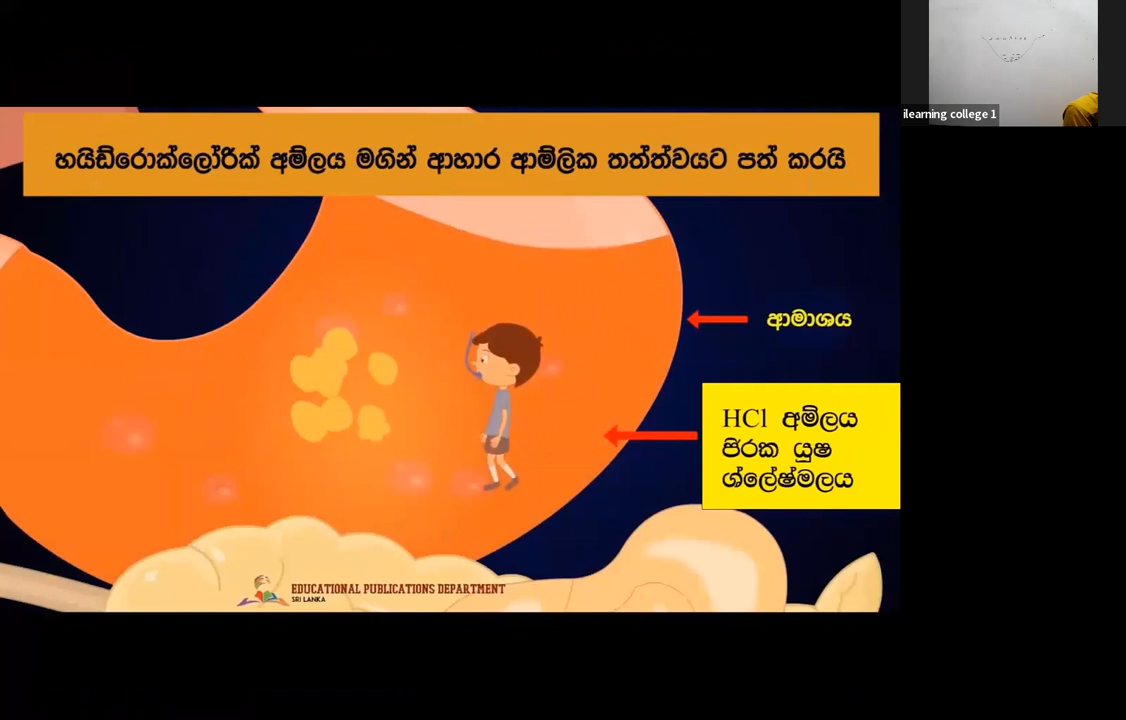 ilearning college 1
හයිඩ්රොක්ලෝරික් අම්ලය මගින් ආහාර ආම්ලික තත්ත්වයට පත් කරයි
ආමාශය
HCl අම්ලය
ජීරක යුෂ
ශ්ලේෂ්මලය
EDUCATIONAL PUBLICATIONS DEPARTMENT
SRI LANKA